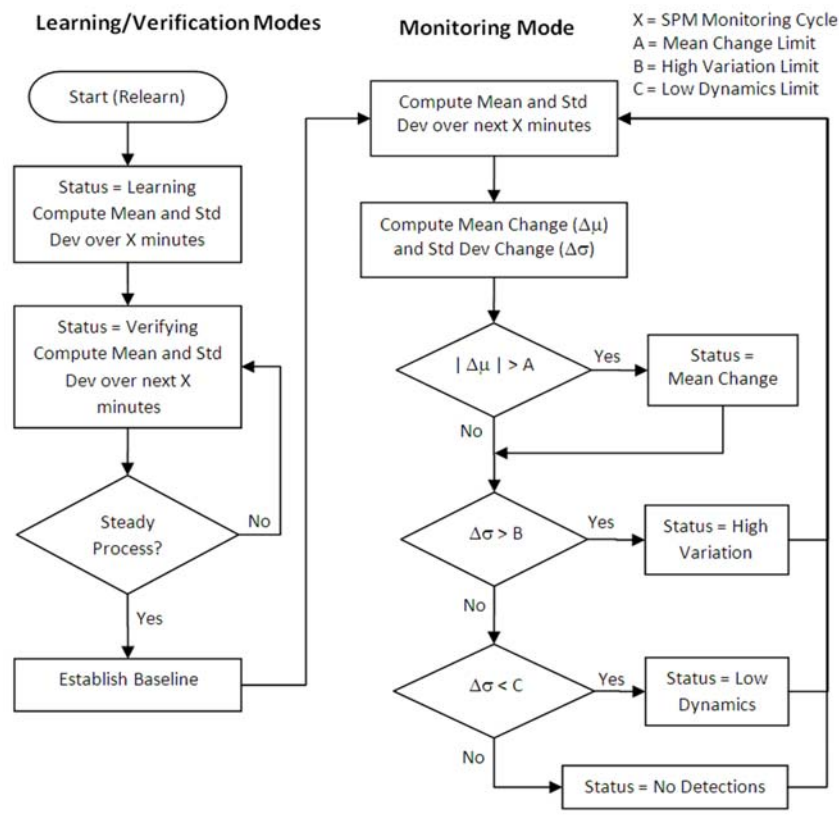 Learning/Verification Modes
Start (Relearn)
Status = Learning
Compute Mean and Std
Dev over X minutes
Status = Verifying
Compute Mean and Std
Dev over next X
minutes
Steady
Process?
No
Yes
Establish Baseline
Monitoring Mode
X = SPM Monitoring Cycle
A = Mean Change Limit
B = High Variation Limit
C = Low Dynamics Limit
Compute Mean and Std
Dev over next X minutes
Compute Mean Change (Δμ)
and Std Dev Change (Δσ)
| Δμ | > A
Yes
Status =
Mean Change
No
Δσ > B
Yes
Status = High
Variation
No
Δσ < C
Yes
Status = Low
Dynamics
No
Status = No Detections